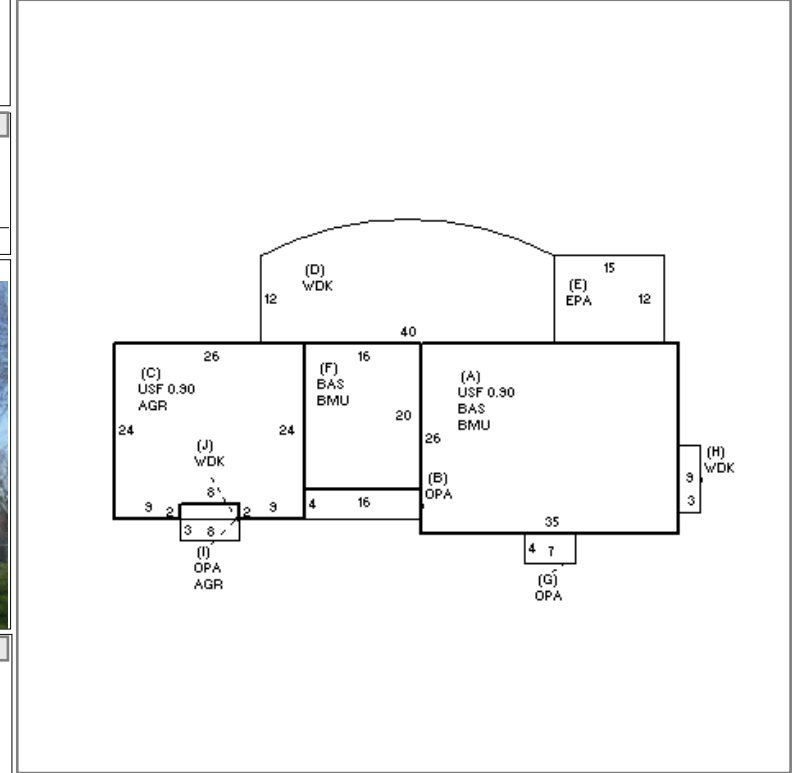 (D)
WDK
12
40
15
(E)
EPA
12
26
(C)
USF 0.90
AGR
24
24
16
(F)
BAS
BMU
20
(A)
USF 0.90
BAS
BMU
26
(J)
WDK
8
9
2
2
9
(B)
OPA
4
16
(H)
WDK
9
3
35
3
8
(I)
OPA
AGR
4
7
(G)
OPA